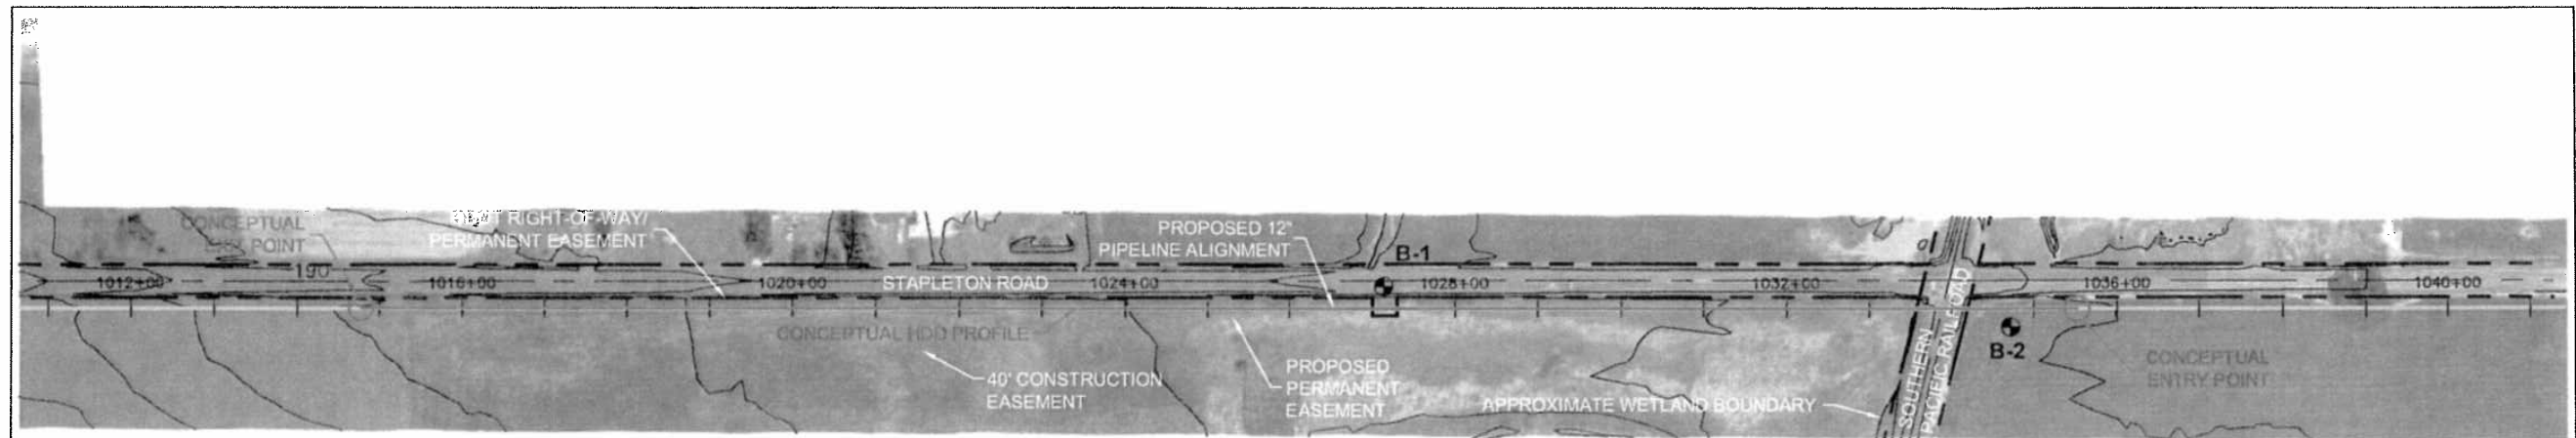 CONCEPTUAL
EXIT POINT
RIGHT-OF-WAY/
PERMANENT EASEMENT
PROPOSED 12"
PIPELINE ALIGNMENT
B-1
190
1012+00
1016+00
1020+00
STAPLETON ROAD
1024+00
1028+00
1032+00
1036+00
1040+00
CONCEPTUAL HDD PROFILE
40' CONSTRUCTION
EASEMENT
PROPOSED
PERMANENT
EASEMENT
APPROXIMATE WETLAND BOUNDARY
SOUTHERN
PACIFIC RAILROAD
B-2
CONCEPTUAL
ENTRY POINT